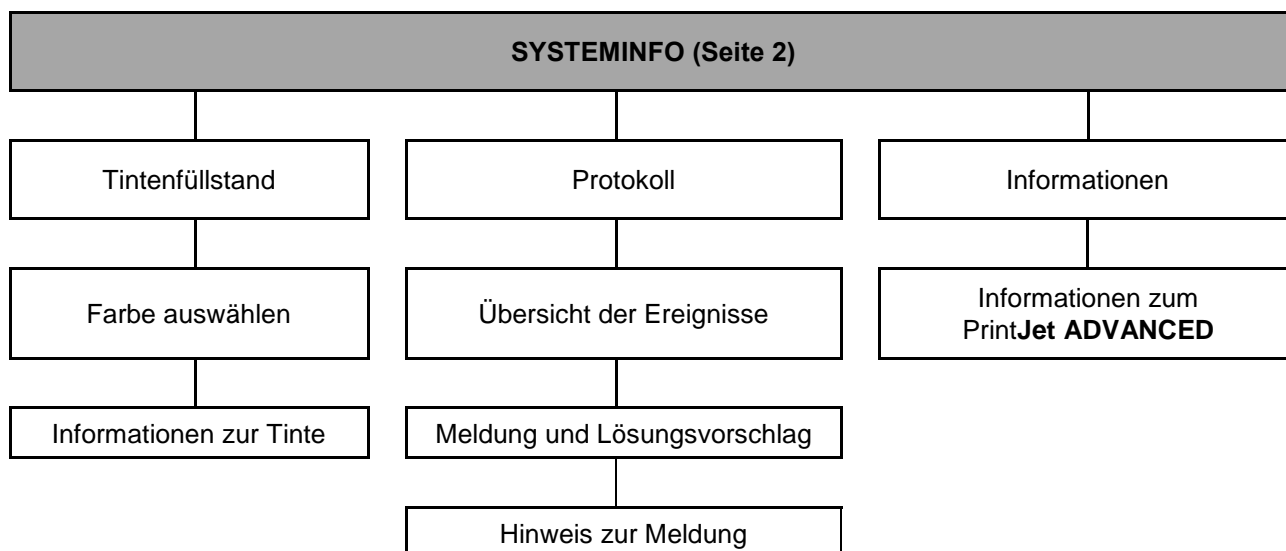 SYSTEMINFO (Seite 2)
Tintenfüllstand
Protokoll
Informationen
Farbe auswählen
Übersicht der Ereignisse
Informationen zum
PrintJet ADVANCED
Informationen zur Tinte
Meldung und Lösungsvorschlag
Hinweis zur Meldung